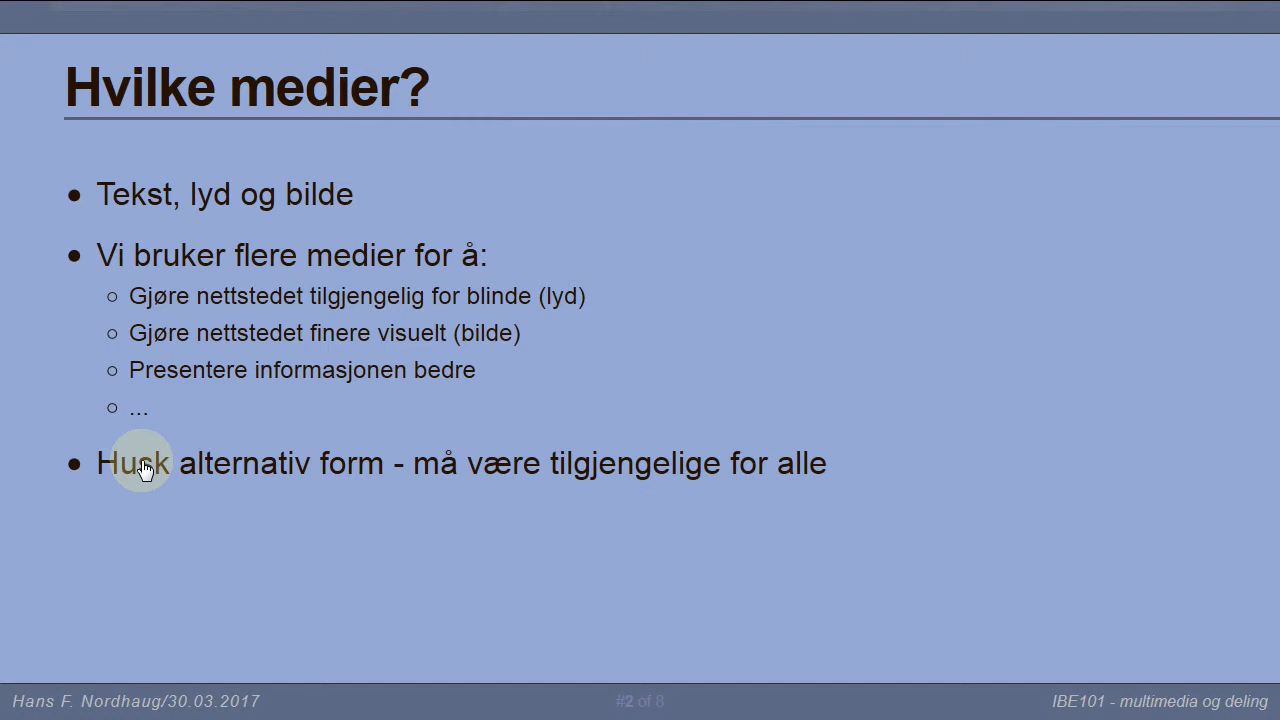 Hvilke medier?
Tekst, lyd og bilde
Vi bruker flere medier for å:
Gjøre nettstedet tilgjengelig for blinde (lyd)
Gjøre nettstedet finere visuelt (bilde)
Presentere informasjonen bedre
...
Husk alternativ form - må være tilgjengelige for alle
Hans F. Nordhaug/30.03.2017
#2 of 8
IBE101 - multimedia og deling